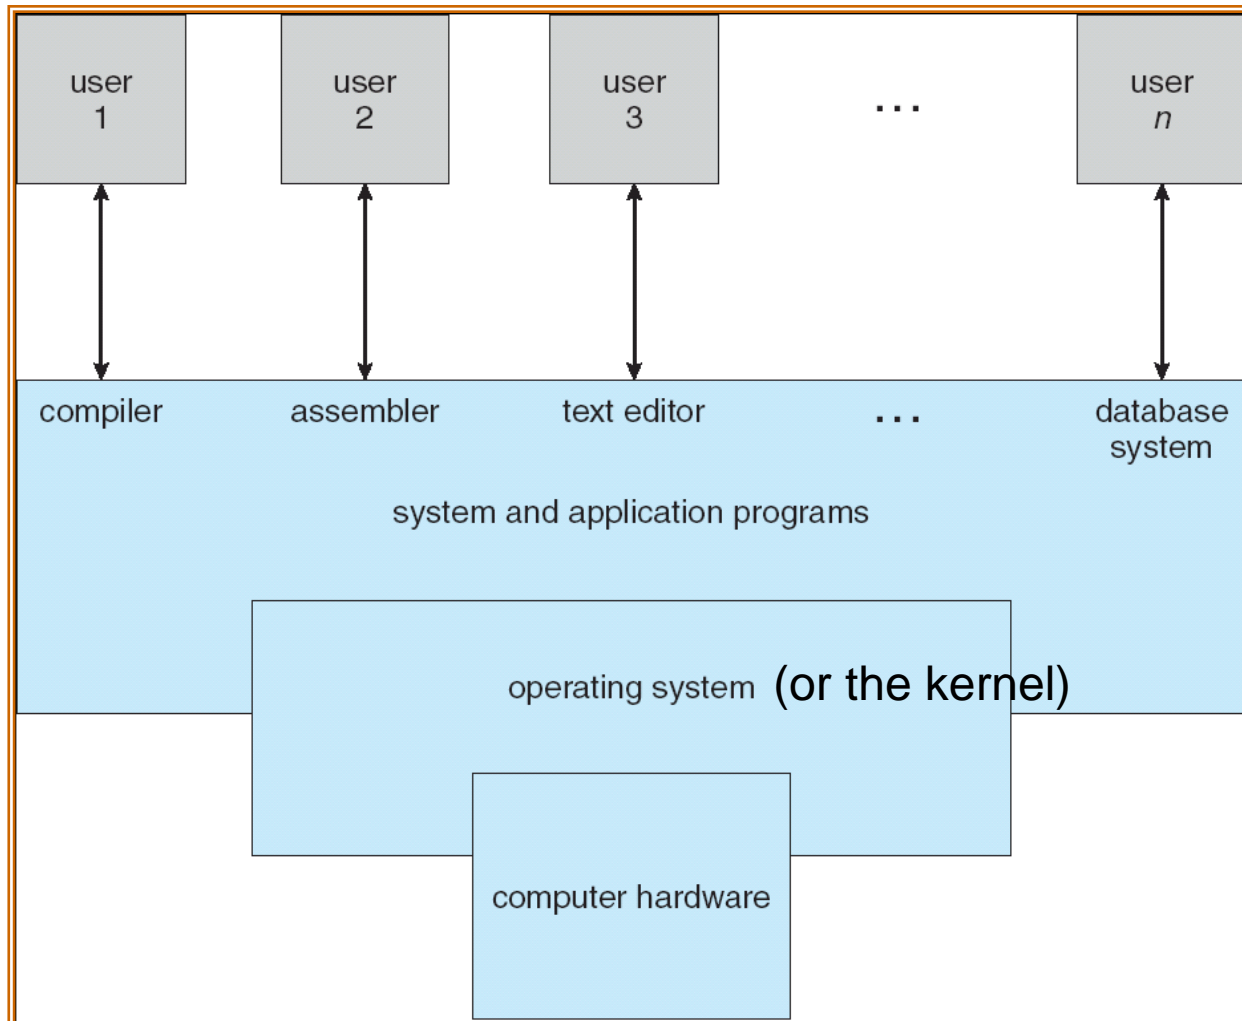 user
1
user
2
user
3
...
user
n
compiler
assembler
text editor
...
database
system
system and application programs
operating system (or the kernel)
computer hardware